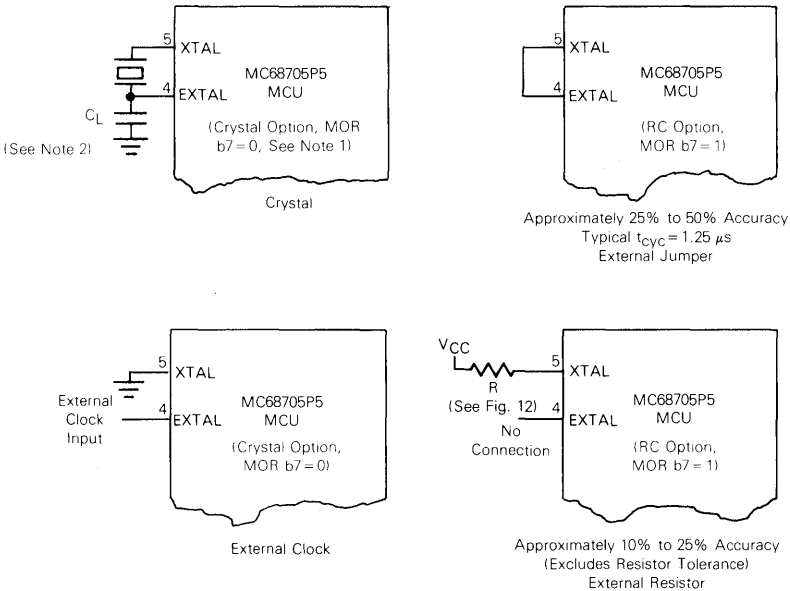 5
XTAL
MC68705P5
MCU
4
EXTAL
CL
(Crystal Option, MOR
b7=0, See Note 1)
(See Note 2)
Crystal
5
XTAL
MC68705P5
MCU
4
EXTAL
(RC Option,
MOR b7=1)
Approximately 25% to 50% Accuracy
Typical tcyc=1.25 μs
External Jumper
5
XTAL
External
Clock
Input
4
EXTAL
MC68705P5
MCU
(Crystal Option,
MOR b7=0)
External Clock
VCC
5
XTAL
R
(See Fig. 12)
4
EXTAL
No
Connection
MC68705P5
MCU
(RC Option,
MOR b7=1)
Approximately 10% to 25% Accuracy
(Excludes Resistor Tolerance)
External Resistor